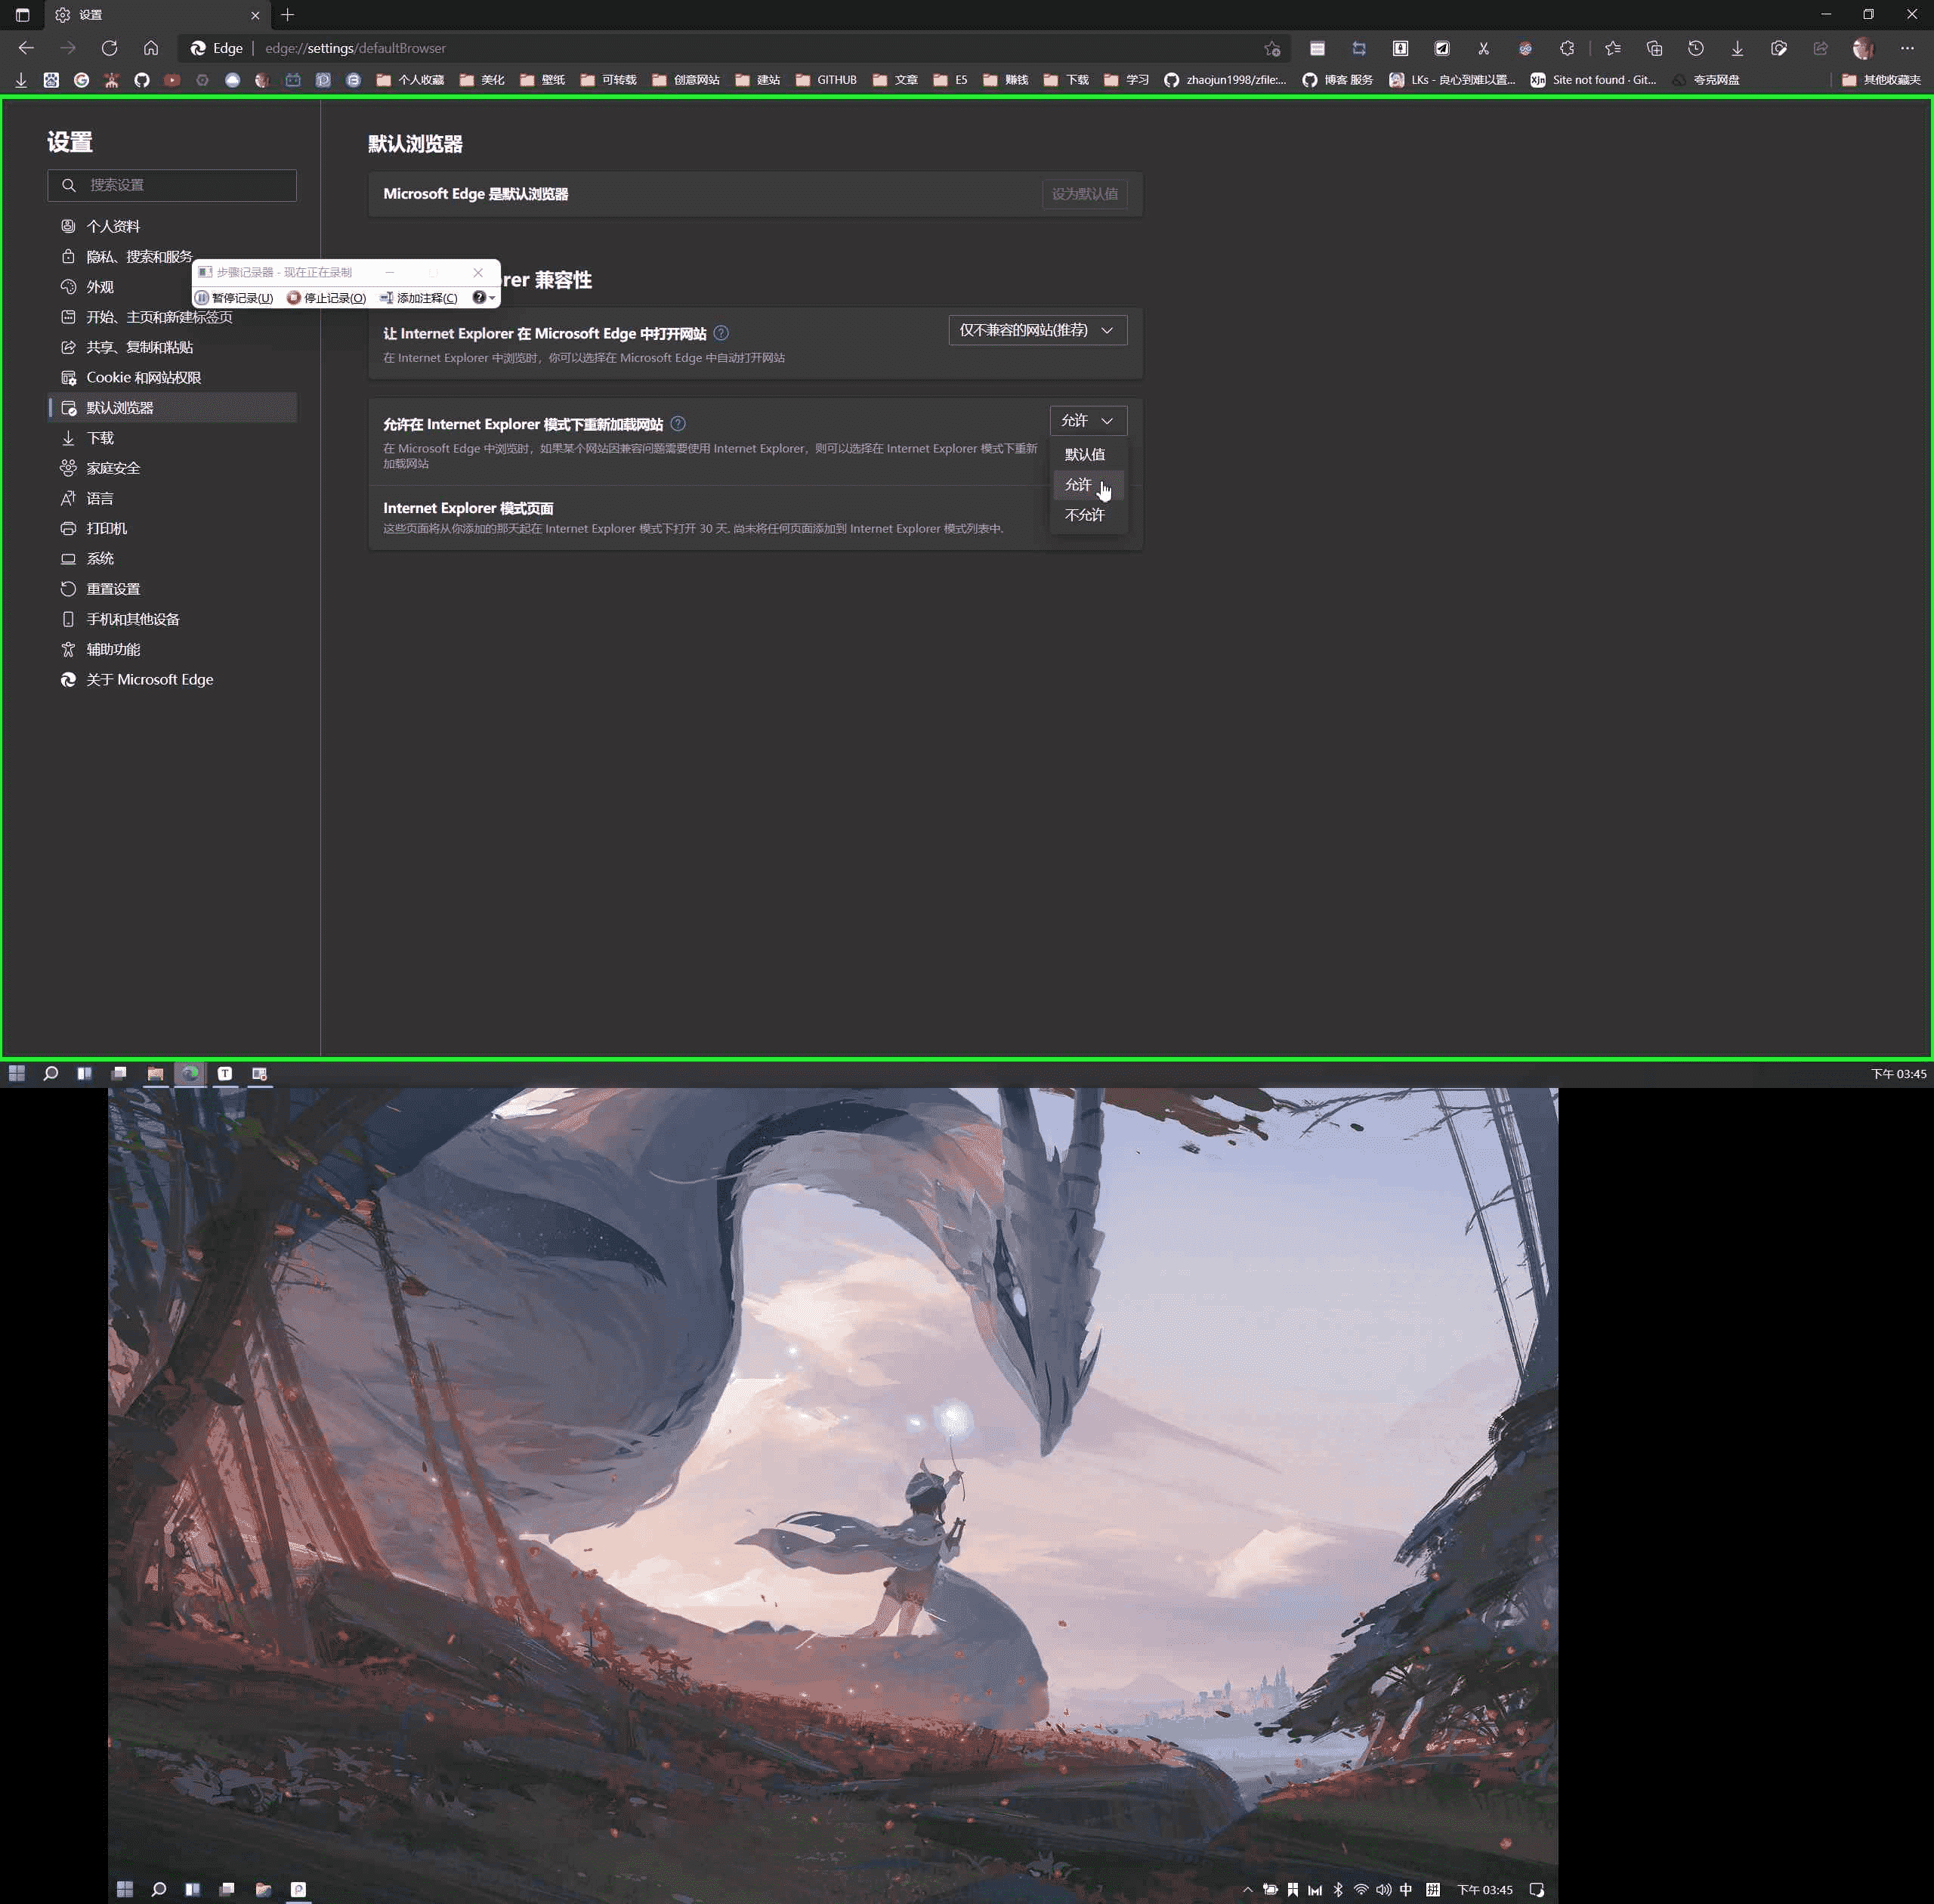 设置
Edge | edge://settings/defaultBrowser
个人收藏 美化 壁纸 可转载 创意网站 建站 GITHUB 文章 E5 赚钱 下载 学习 zhaojun1998/zfile:... 博客 服务 LKs - 良心到难以置... Site not found · Git... 夸克网盘 其他收藏夹
设置
搜索设置
个人资料
隐私、搜索和服务
外观
开始、主页和新建标签页
共享、复制和粘贴
Cookie 和网站权限
默认浏览器
下载
家庭安全
语言
打印机
系统
重置设置
手机和其他设备
辅助功能
关于 Microsoft Edge
步骤记录器 - 现在正在录制
暂停记录(U) 停止记录(O) 添加注释(C)
默认浏览器
Microsoft Edge 是默认浏览器 设为默认值
rer 兼容性
让 Internet Explorer 在 Microsoft Edge 中打开网站 仅不兼容的网站(推荐)
在 Internet Explorer 中浏览时，你可以选择在 Microsoft Edge 中自动打开网站
允许在 Internet Explorer 模式下重新加载网站 允许
在 Microsoft Edge 中浏览时，如果某个网站因兼容问题需要使用 Internet Explorer，则可以选择在 Internet Explorer 模式下重新
加载网站
默认值
允许
不允许
Internet Explorer 模式页面
这些页面将从你添加的那天起在 Internet Explorer 模式下打开 30 天. 尚未将任何页面添加到 Internet Explorer 模式列表中.
下午 03:45
中 拼 下午 03:45